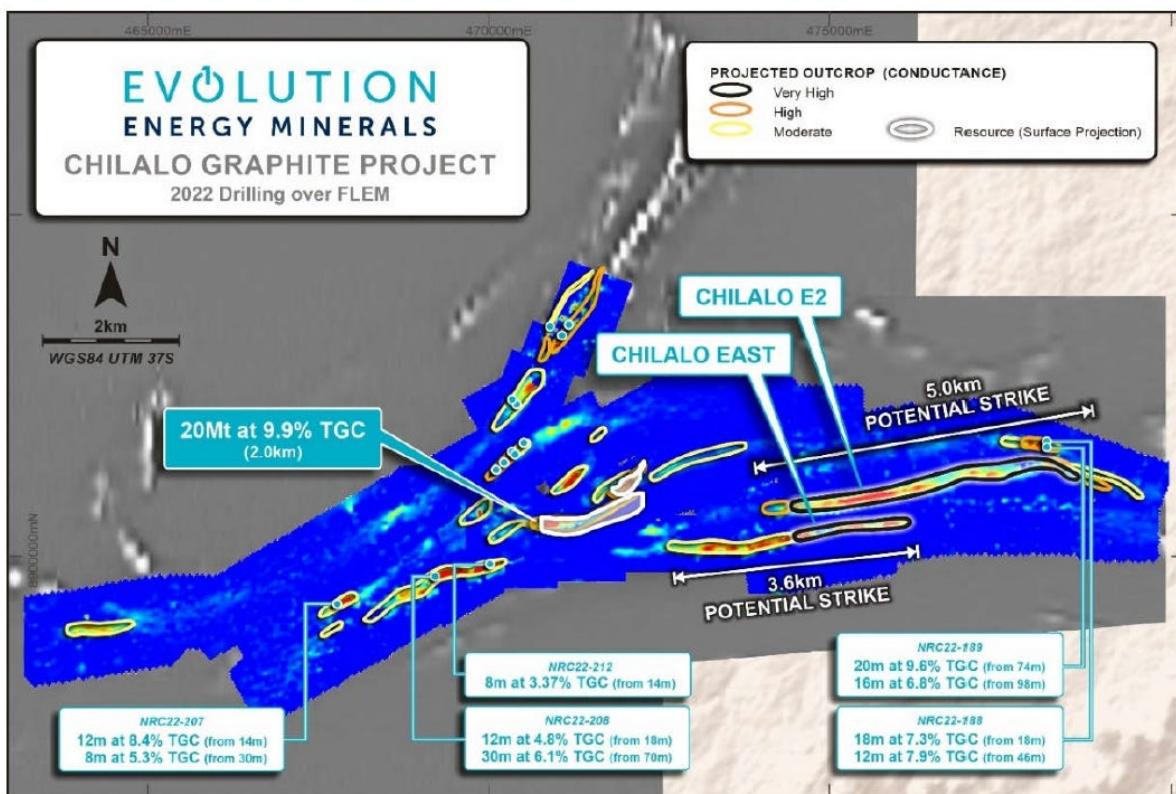 465000mE
470000mE
475000mE
EVOLUTION
ENERGY MINERALS
CHILALO GRAPHITE PROJECT
2022 Drilling over FLEM
PROJECTED OUTCROP (CONDUCTANCE)
Very High
High
Moderate
Resource (Surface Projection)
N
2km
WGS84 UTM 37S
CHILALO E2
CHILALO EAST
5.0km
POTENTIAL STRIKE
20Mt at 9.9% TGC
(2.0km)
3.6km
POTENTIAL STRIKE
NRC22-212
8m at 3.37% TGC (from 14m)
NRC22-189
20m at 9.6% TGC (from 74m)
16m at 6.8% TGC (from 98m)
NRC22-207
12m at 8.4% TGC (from 14m)
8m at 5.3% TGC (from 30m)
NRC22-208
12m at 4.8% TGC (from 18m)
30m at 6.1% TGC (from 70m)
NRC22-188
18m at 7.3% TGC (from 18m)
12m at 7.9% TGC (from 46m)